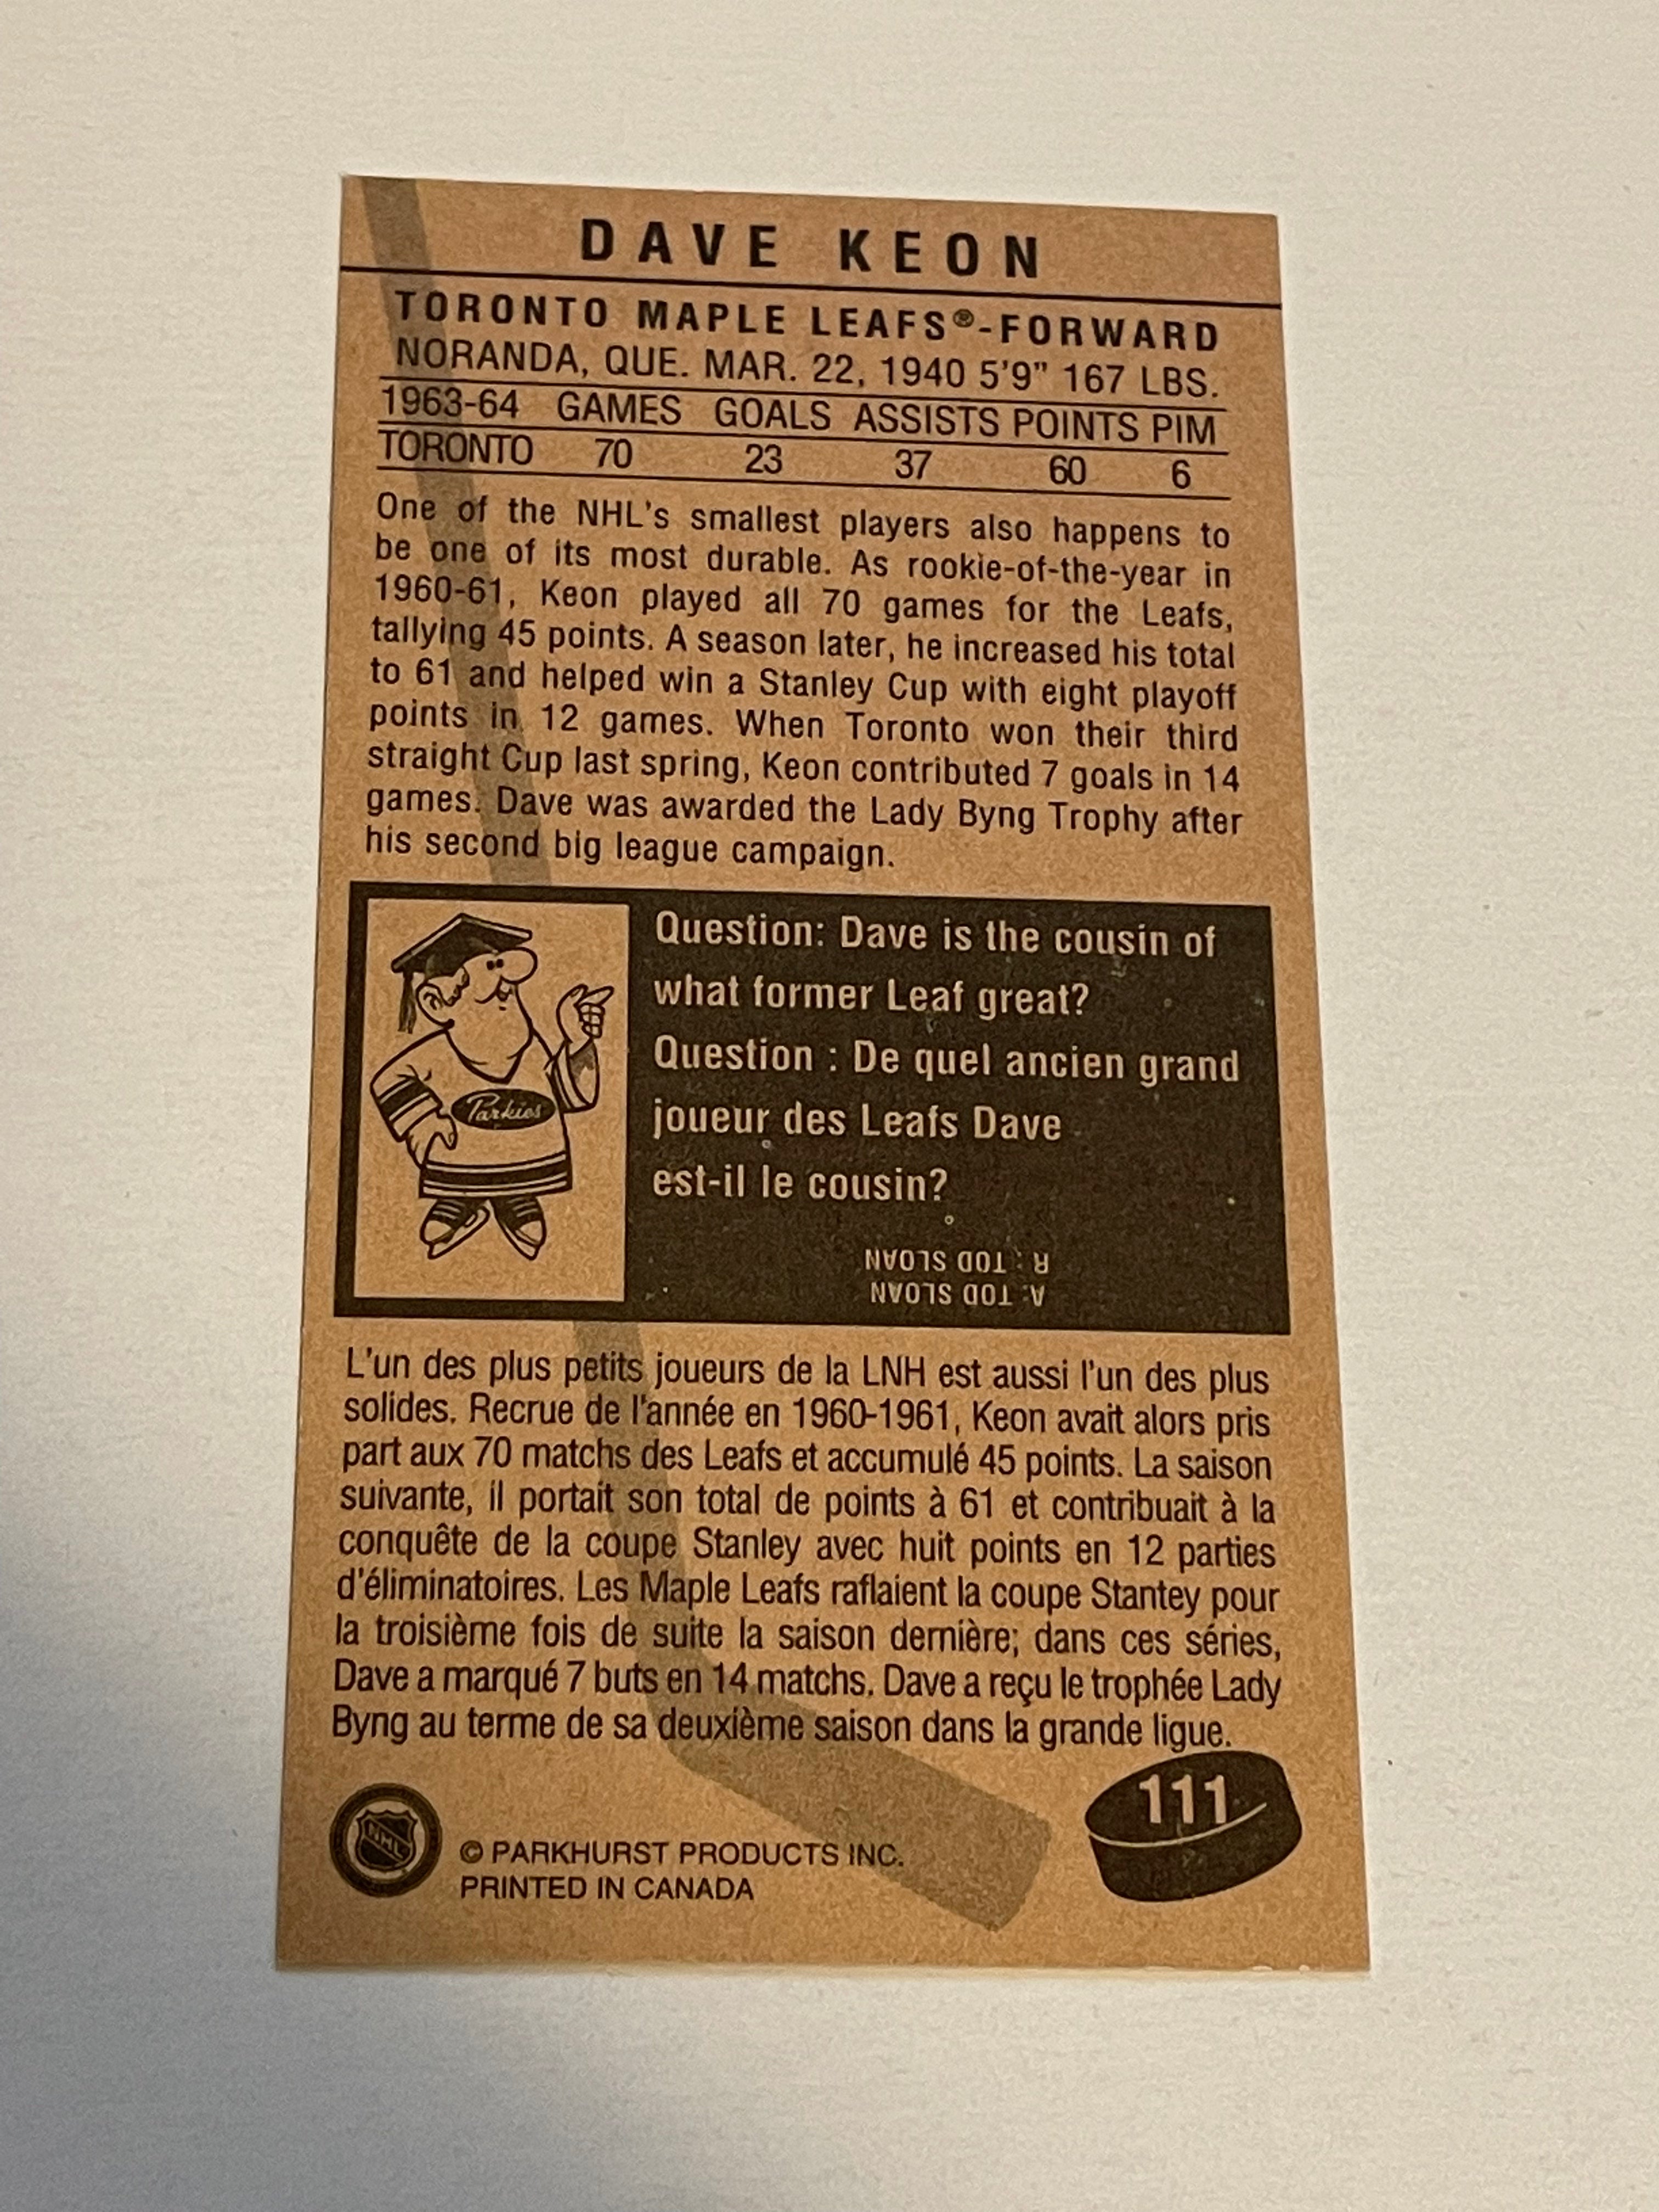 DAVE KEON
TORONTO MAPLE LEAFS®-FORWARD
NORANDA, QUE. MAR. 22, 1940 5'9" 167 LBS.
1963-64 GAMES GOALS ASSISTS POINTS PIM
TORONTO 70 23 37 60 6
One of the NHL's smallest players also happens to
be one of its most durable. As rookie-of-the-year in
1960-61, Keon played all 70 games for the Leafs,
tallying 45 points. A season later, he increased his total
to 61 and helped win a Stanley Cup with eight playoff
points in 12 games. When Toronto won their third
straight Cup last spring, Keon contributed 7 goals in 14
games. Dave was awarded the Lady Byng Trophy after
his second big league campaign.
Parkies
Question: Dave is the cousin of
what former Leaf great?
Question : De quel ancien grand
joueur des Leafs Dave
est-il le cousin?
A: TOD SLOAN
R : TOD SLOAN
L'un des plus petits joueurs de la LNH est aussi l'un des plus
solides. Recrue de l'année en 1960-1961, Keon avait alors pris
part aux 70 matchs des Leafs et accumulé 45 points. La saison
suivante, il portait son total de points à 61 et contribuait à la
conquête de la coupe Stanley avec huit points en 12 parties
d'éliminatoires. Les Maple Leafs raflaient la coupe Stantey pour
la troisième fois de suite la saison dernière; dans ces séries,
Dave a marqué 7 buts en 14 matchs. Dave a reçu le trophée Lady
Byng au terme de sa deuxième saison dans la grande ligue.
NHL
© PARKHURST PRODUCTS INC.
PRINTED IN CANADA
111